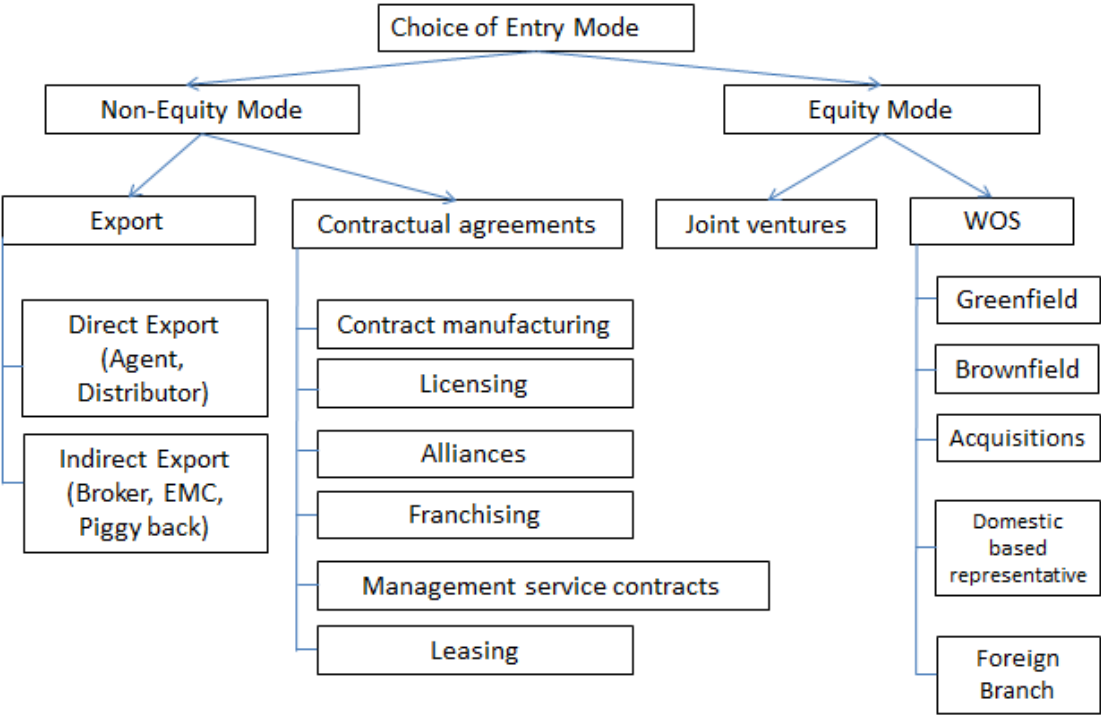 Choice of Entry Mode
Non-Equity Mode
Equity Mode
Export
Contractual agreements
Joint ventures
WOS
Direct Export
(Agent,
Distributor)
Indirect Export
(Broker, EMC,
Piggy back)
Contract manufacturing
Licensing
Alliances
Franchising
Management service contracts
Leasing
Greenfield
Brownfield
Acquisitions
Domestic
based
representative
Foreign
Branch